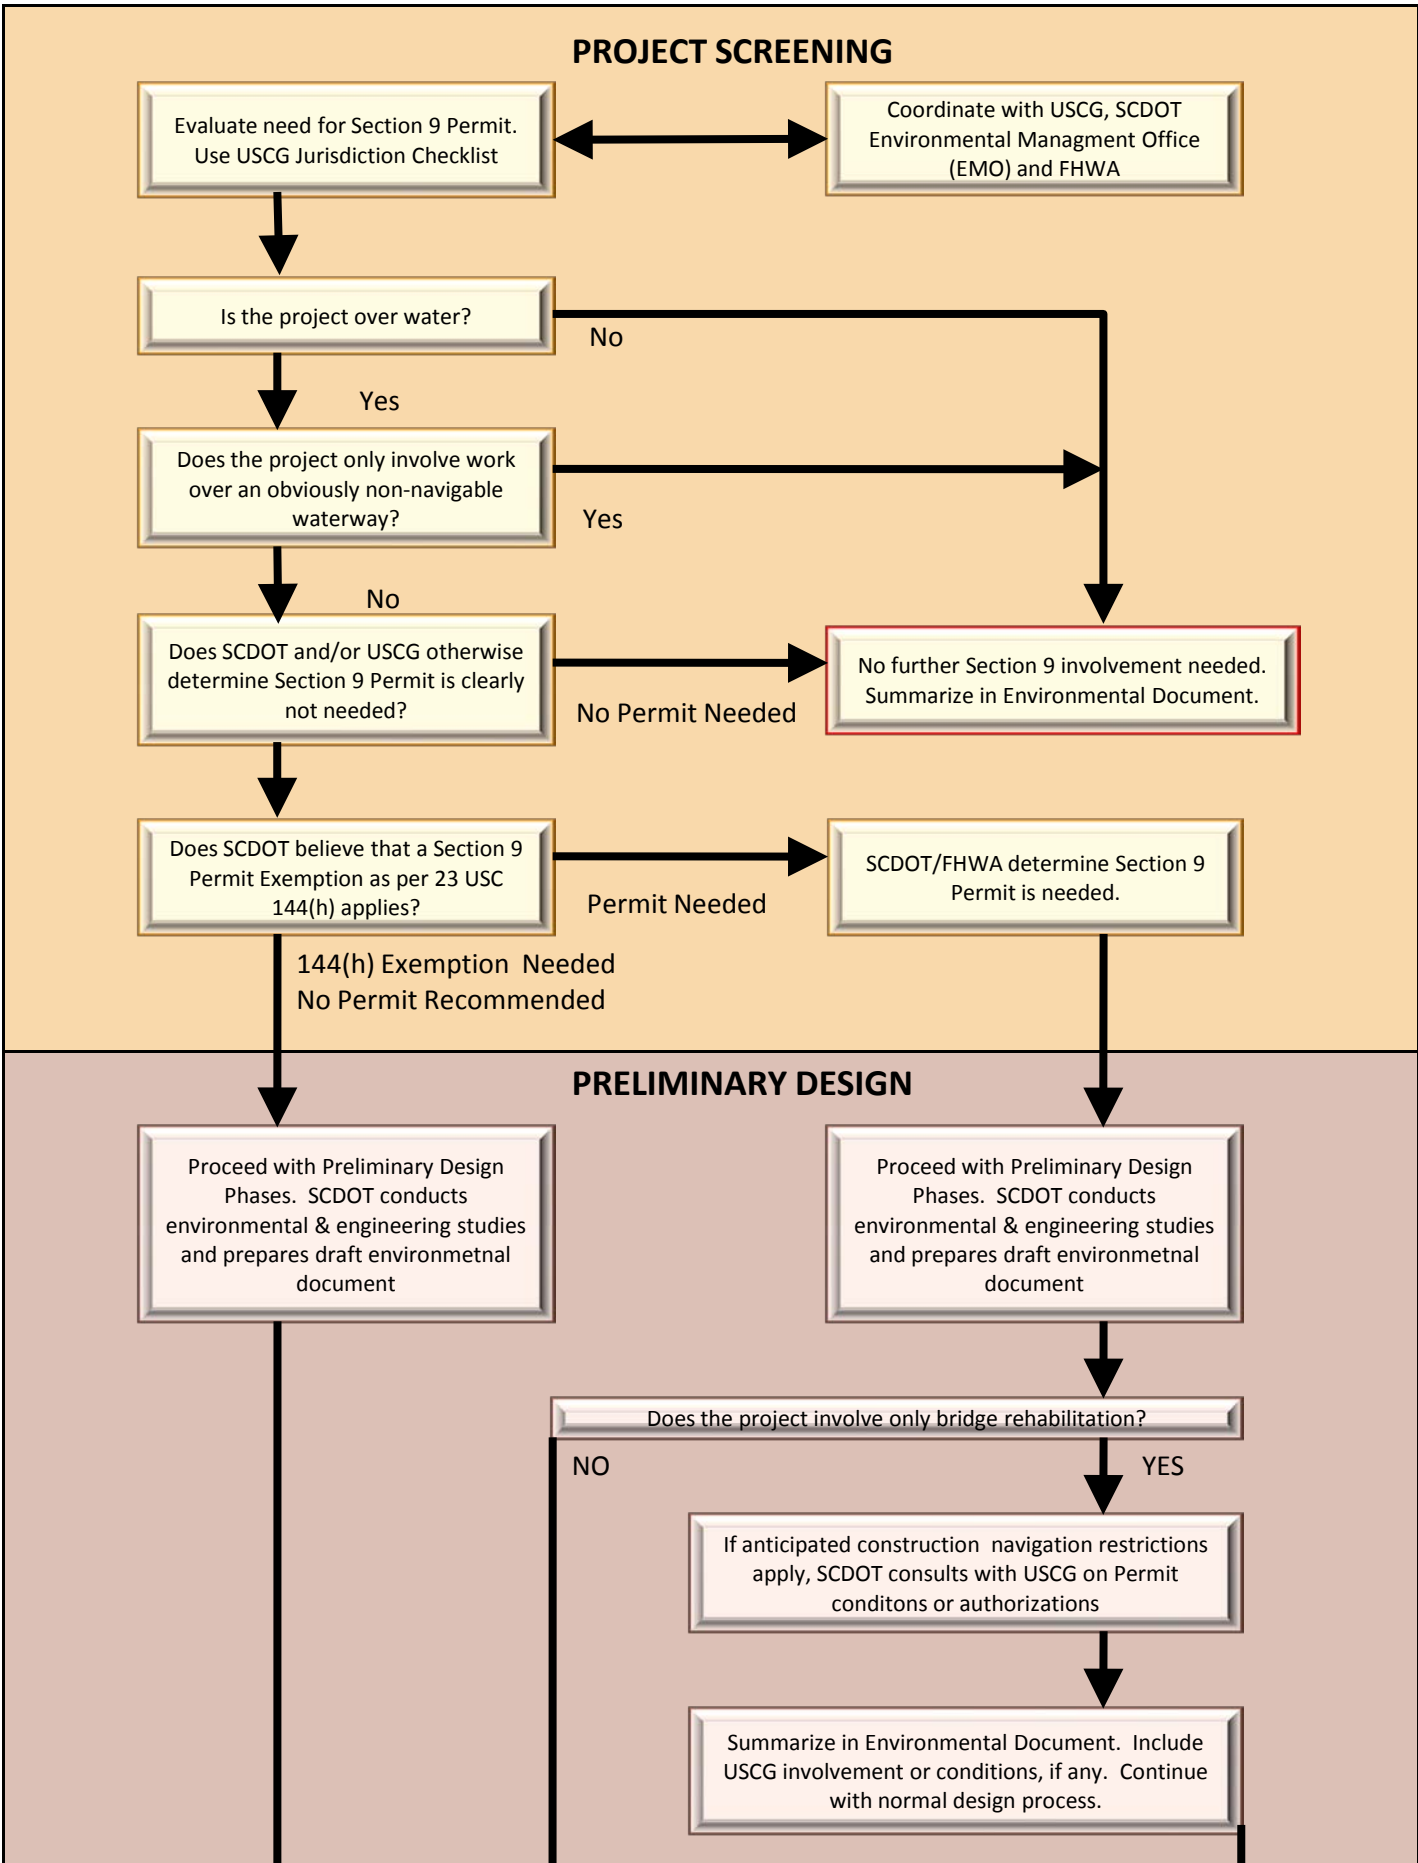 PROJECT SCREENING
Evaluate need for Section 9 Permit.
Use USCG Jurisdiction Checklist
Coordinate with USCG, SCDOT
Environmental Managment Office
(EMO) and FHWA
Is the project over water?
No
Yes
Does the project only involve work
over an obviously non-navigable
waterway?
Yes
No
Does SCDOT and/or USCG otherwise
determine Section 9 Permit is clearly
not needed?
No Permit Needed
No further Section 9 involvement needed.
Summarize in Environmental Document.
Does SCDOT believe that a Section 9
Permit Exemption as per 23 USC
144(h) applies?
Permit Needed
SCDOT/FHWA determine Section 9
Permit is needed.
144(h) Exemption  Needed
No Permit Recommended
PRELIMINARY DESIGN
Proceed with Preliminary Design
Phases.  SCDOT conducts
environmental & engineering studies
and prepares draft environmetnal
document
Proceed with Preliminary Design
Phases.  SCDOT conducts
environmental & engineering studies
and prepares draft environmetnal
document
Does the project involve only bridge rehabilitation?
NO
YES
If anticipated construction  navigation restrictions
apply, SCDOT consults with USCG on Permit
conditons or authorizations
Summarize in Environmental Document.  Include
USCG involvement or conditions, if any.  Continue
with normal design process.